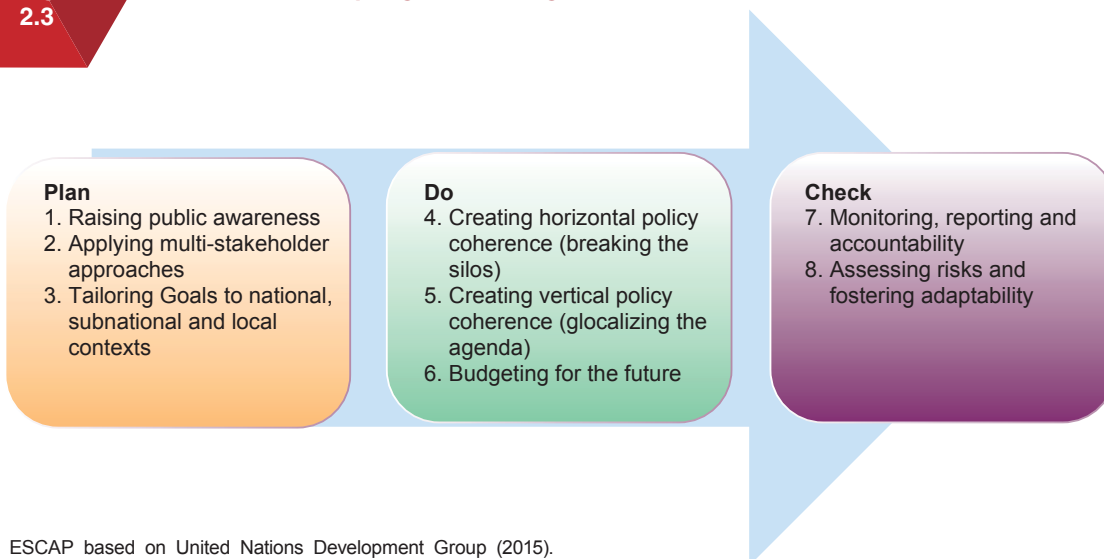 2.3
Plan
1. Raising public awareness
2. Applying multi-stakeholder
approaches
3. Tailoring Goals to national,
subnational and local
contexts
Do
4. Creating horizontal policy
coherence (breaking the
silos)
5. Creating vertical policy
coherence (glocalizing the
agenda)
6. Budgeting for the future
Check
7. Monitoring, reporting and
accountability
8. Assessing risks and
fostering adaptability
ESCAP based on United Nations Development Group (2015).